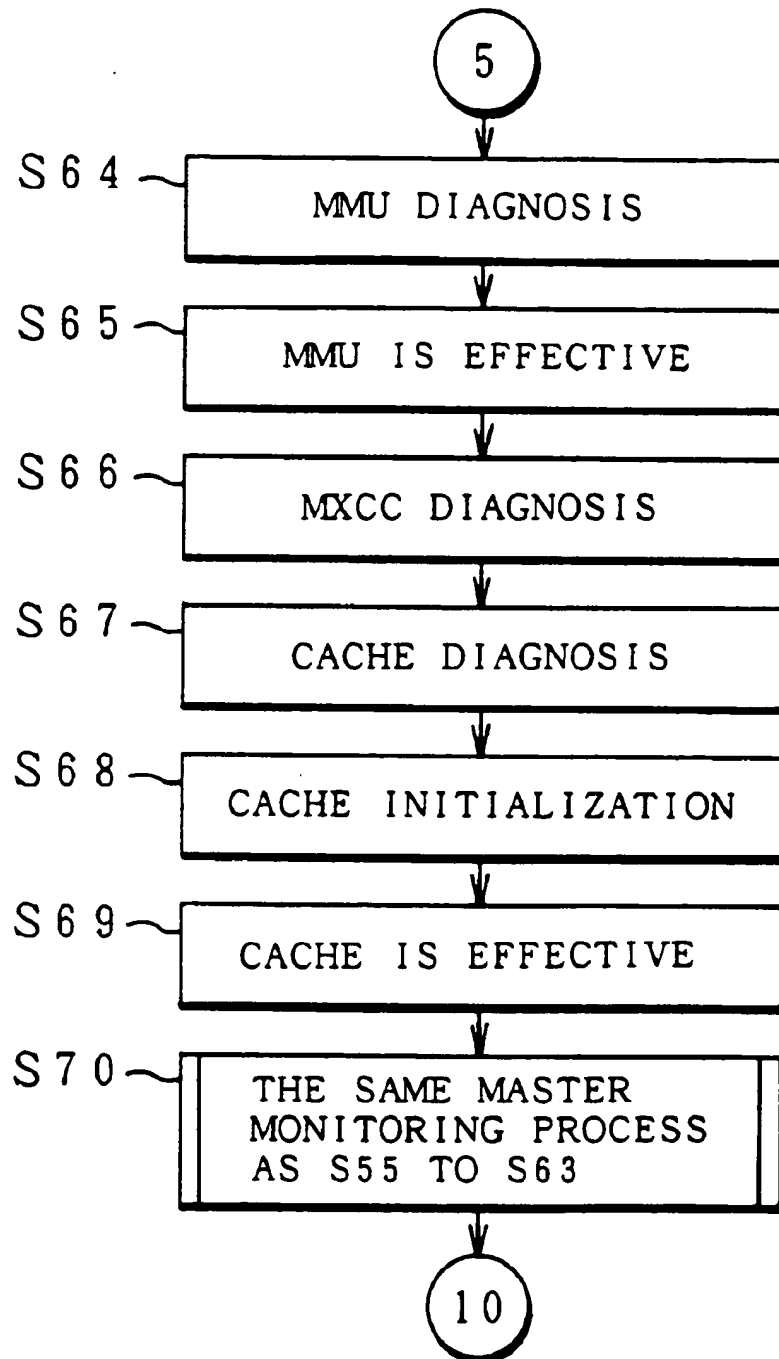 5
S64
MMU DIAGNOSIS
S65
MMU IS EFFECTIVE
S66
MXCC DIAGNOSIS
S67
CACHE DIAGNOSIS
S68
CACHE INITIALIZATION
S69
CACHE IS EFFECTIVE
S70
THE SAME MASTER
MONITORING PROCESS
AS S55 TO S63
10